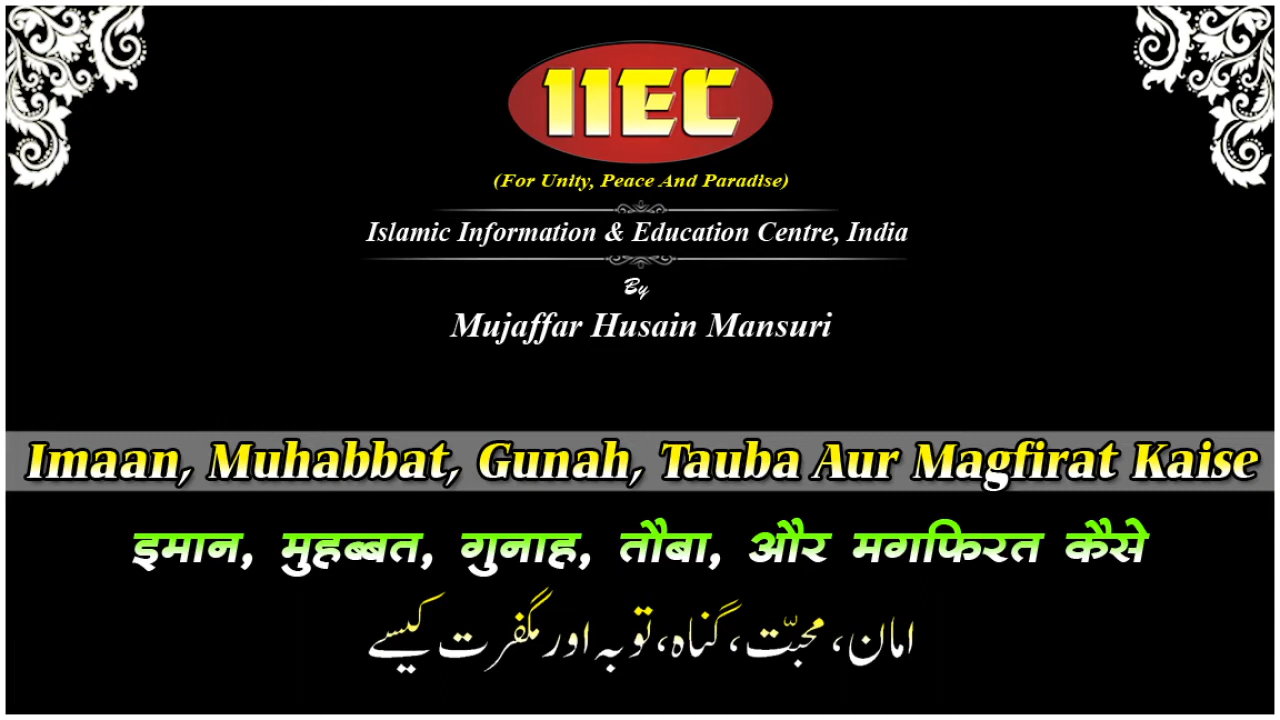 IIEC
(For Unity, Peace And Paradise)
Islamic Information & Education Centre, India
By
Mujaffar Husain Mansuri
Imaan, Muhabbat, Gunah, Tauba Aur Magfirat Kaise
इमान, मुहब्बत, गुनाह, तौबा, और मगफिरत कैसे
امان، محبّت، گناہ، توبہ اور مگفرت کیسے